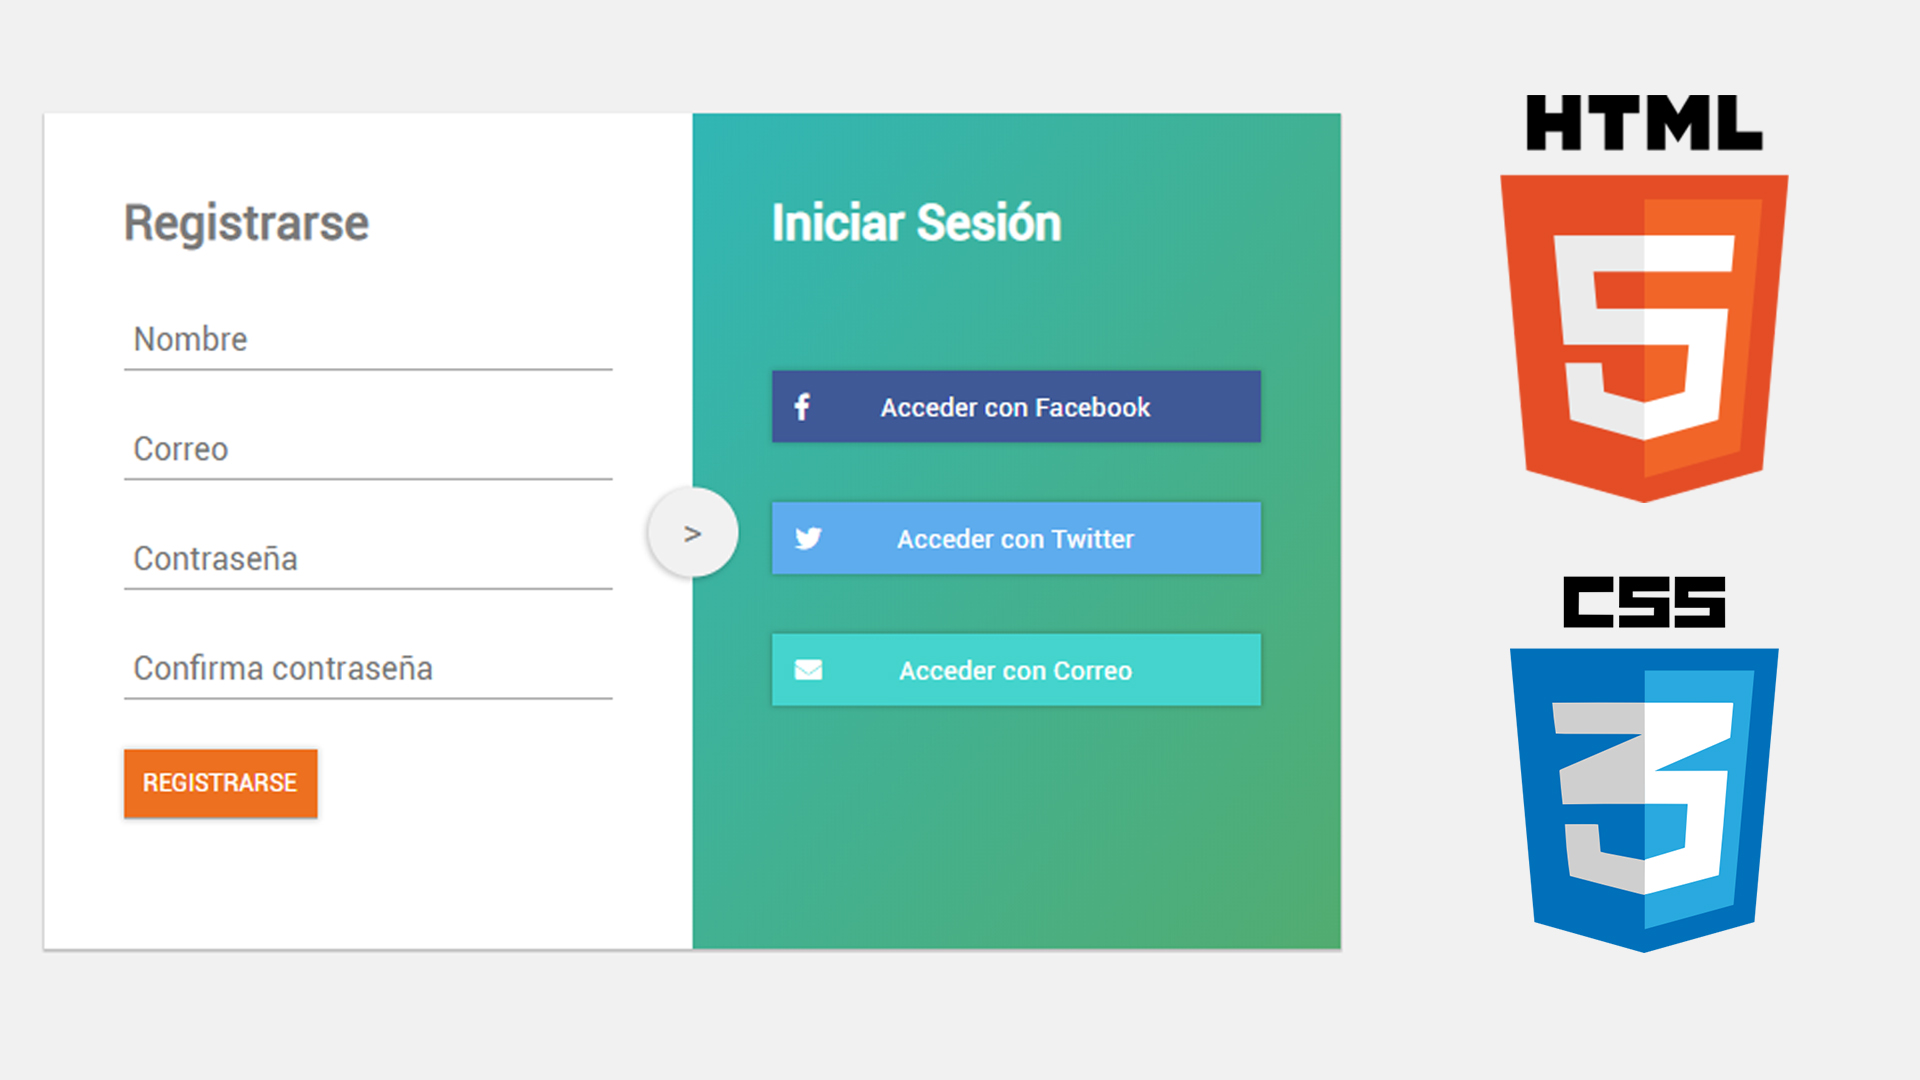 Registrarse
Nombre
Correo
Contraseña
Confirma contraseña
REGISTRARSE
>
Iniciar Sesión
Acceder con Facebook
Acceder con Twitter
Acceder con Correo
HTML
5
CSS
3